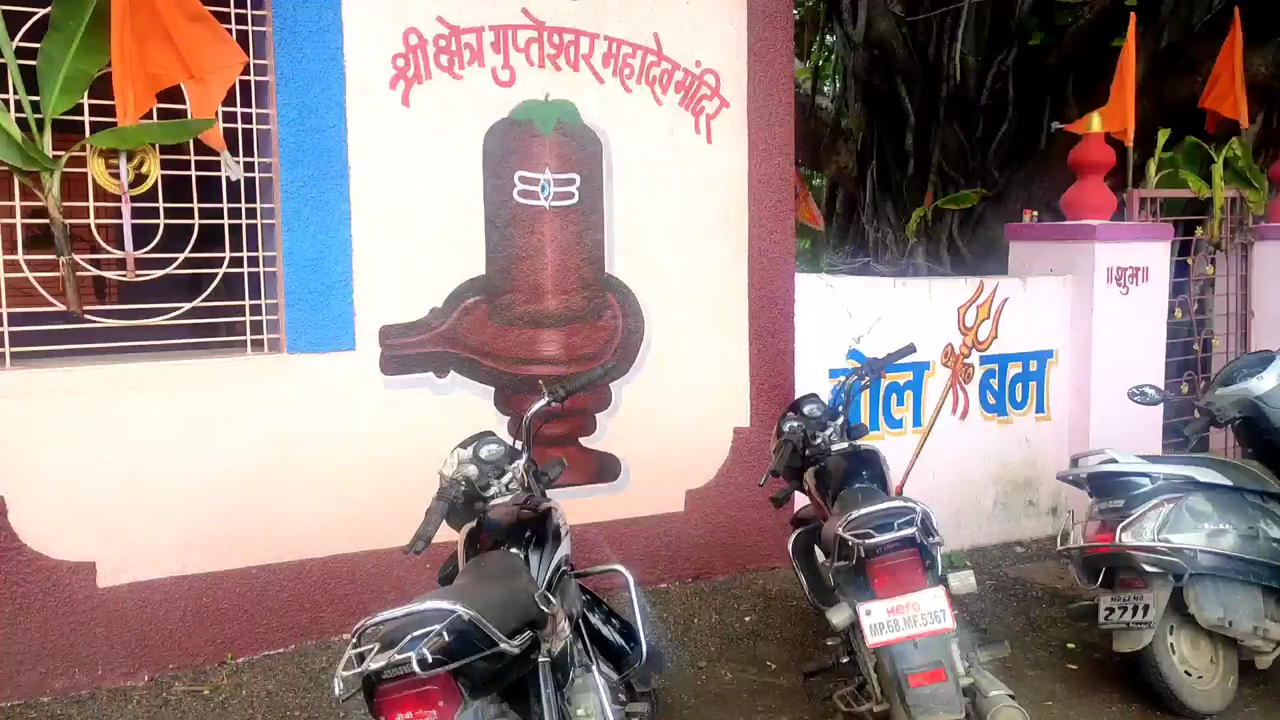 श्री क्षेत्र गुप्तेश्वर महादेव मंदिर
॥शुभ॥
बोल बम
Hero
MP.68.MF.5367
2711